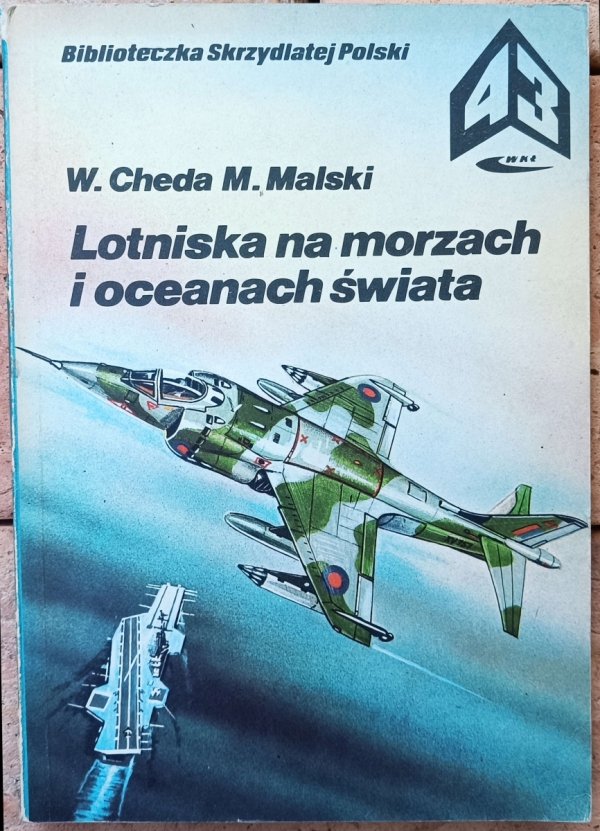 Biblioteczka Skrzydlatej Polski
43
WKŁ
W. Cheda M. Malski
Lotniska na morzach
i oceanach świata